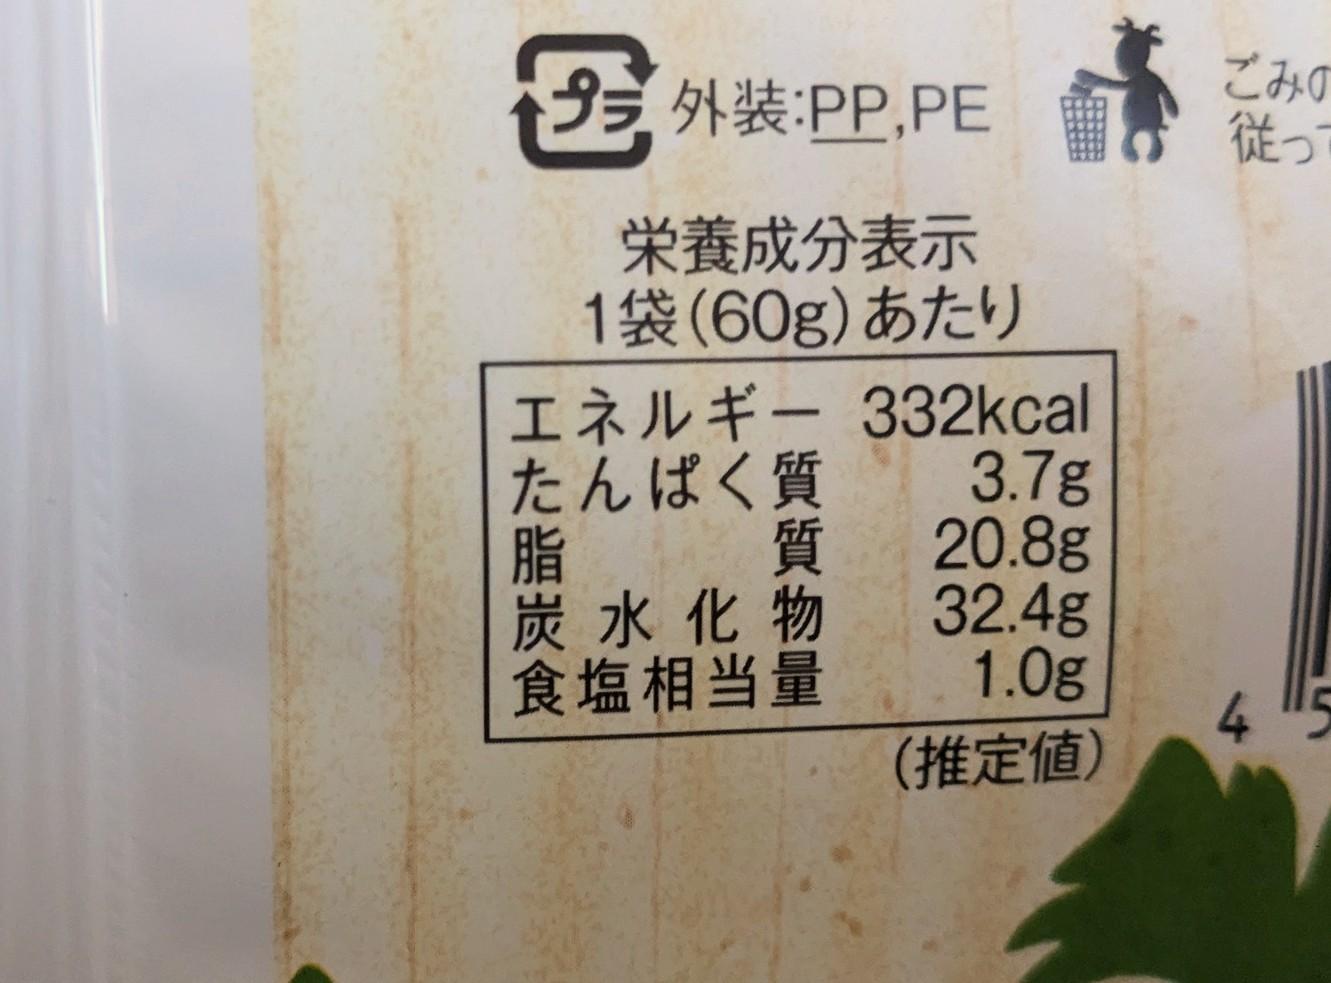 プラ 外装:PP,PE
ごみの
従って
栄養成分表示
1袋(60g)あたり
エネルギー 332kcal
たんぱく質 3.7g
脂質 20.8g
炭水化物 32.4g
食塩相当量 1.0g
(推定値)
4 5